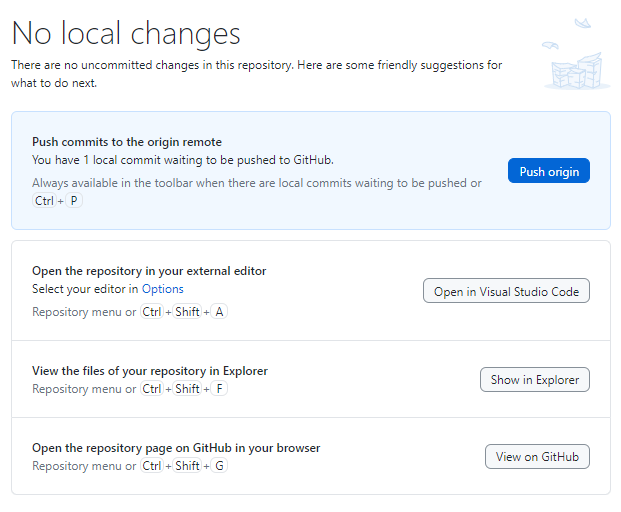 No local changes
There are no uncommitted changes in this repository. Here are some friendly suggestions for
what to do next.
Push commits to the origin remote
You have 1 local commit waiting to be pushed to GitHub.
Always available in the toolbar when there are local commits waiting to be pushed or
Ctrl + P
Push origin
Open the repository in your external editor
Select your editor in Options
Repository menu or Ctrl + Shift + A
Open in Visual Studio Code
View the files of your repository in Explorer
Repository menu or Ctrl + Shift + F
Show in Explorer
Open the repository page on GitHub in your browser
Repository menu or Ctrl + Shift + G
View on GitHub